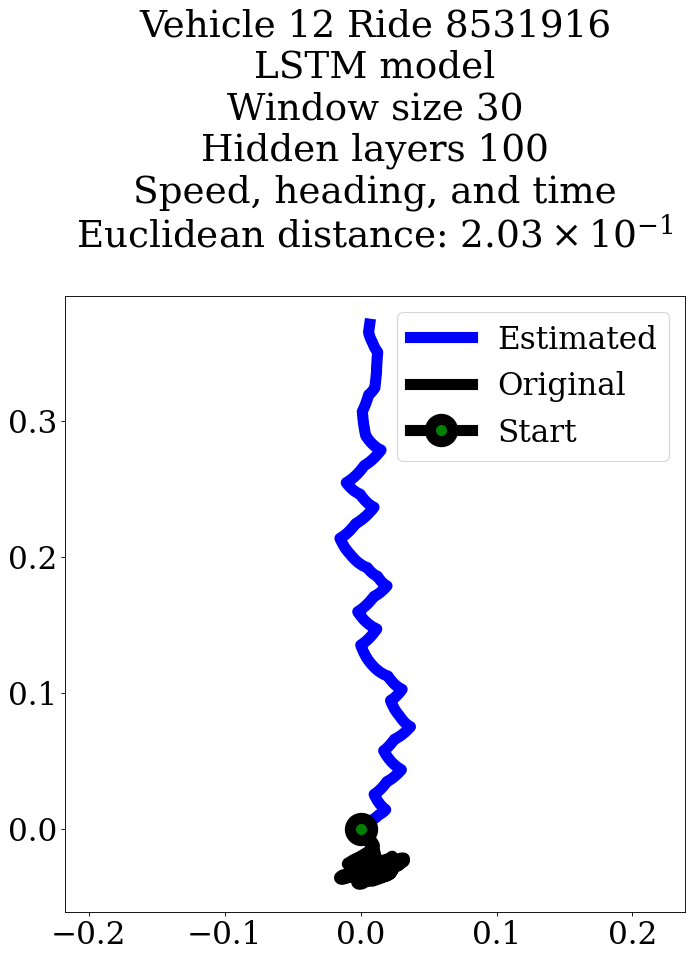 Vehicle 12 Ride 8531916
LSTM model
Window size 30
Hidden layers 100
Speed, heading, and time
Euclidean distance: 2.03 × 10⁻¹
Estimated
Original
Start
0.3
0.2
0.1
0.0
−0.2 −0.1 0.0 0.1 0.2